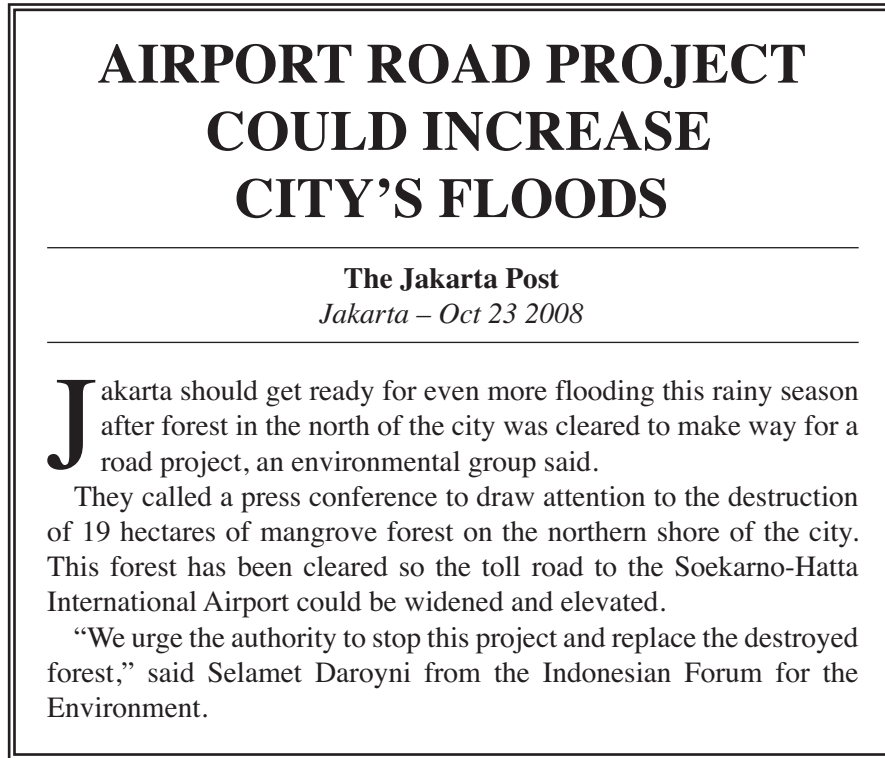 AIRPORT ROAD PROJECT
COULD INCREASE
CITY’S FLOODS
The Jakarta Post
Jakarta – Oct 23 2008
Jakarta should get ready for even more flooding this rainy season
after forest in the north of the city was cleared to make way for a
road project, an environmental group said.
They called a press conference to draw attention to the destruction
of 19 hectares of mangrove forest on the northern shore of the city.
This forest has been cleared so the toll road to the Soekarno-Hatta
International Airport could be widened and elevated.
“We urge the authority to stop this project and replace the destroyed
forest,” said Selamet Daroyni from the Indonesian Forum for the
Environment.